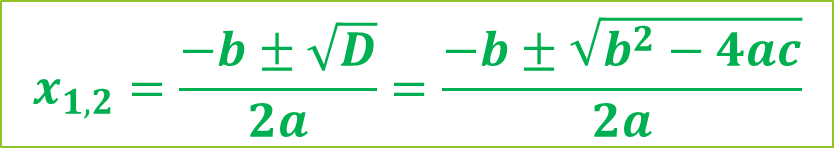 x₁,₂ = (−b ± √D) / 2a = (−b ± √(b² − 4ac)) / 2a